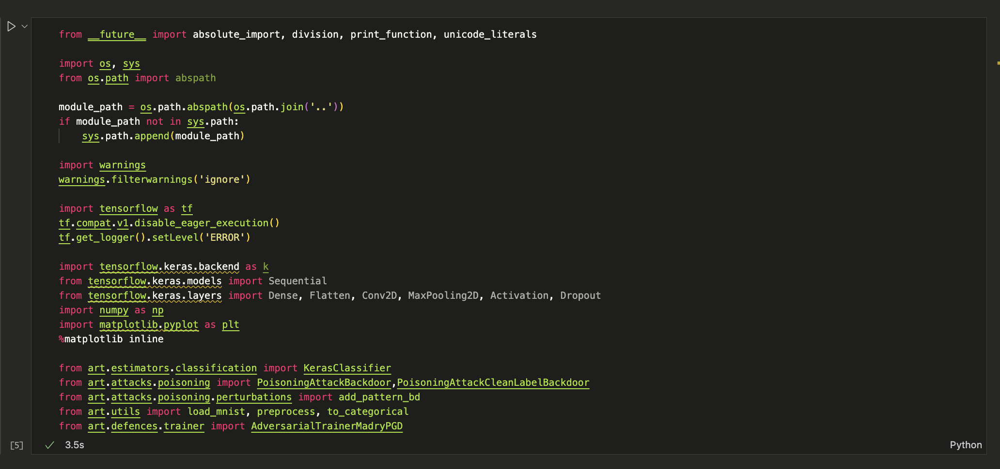 from __future__ import absolute_import, division, print_function, unicode_literals
import os, sys
from os.path import abspath
module_path = os.path.abspath(os.path.join('..'))
if module_path not in sys.path:
    sys.path.append(module_path)
import warnings
warnings.filterwarnings('ignore')
import tensorflow as tf
tf.compat.v1.disable_eager_execution()
tf.get_logger().setLevel('ERROR')
import tensorflow.keras.backend as k
from tensorflow.keras.models import Sequential
from tensorflow.keras.layers import Dense, Flatten, Conv2D, MaxPooling2D, Activation, Dropout
import numpy as np
import matplotlib.pyplot as plt
%matplotlib inline
from art.estimators.classification import KerasClassifier
from art.attacks.poisoning import PoisoningAttackBackdoor,PoisoningAttackCleanLabelBackdoor
from art.attacks.poisoning.perturbations import add_pattern_bd
from art.utils import load_mnist, preprocess, to_categorical
from art.defences.trainer import AdversarialTrainerMadryPGD
[5] 3.5s Python